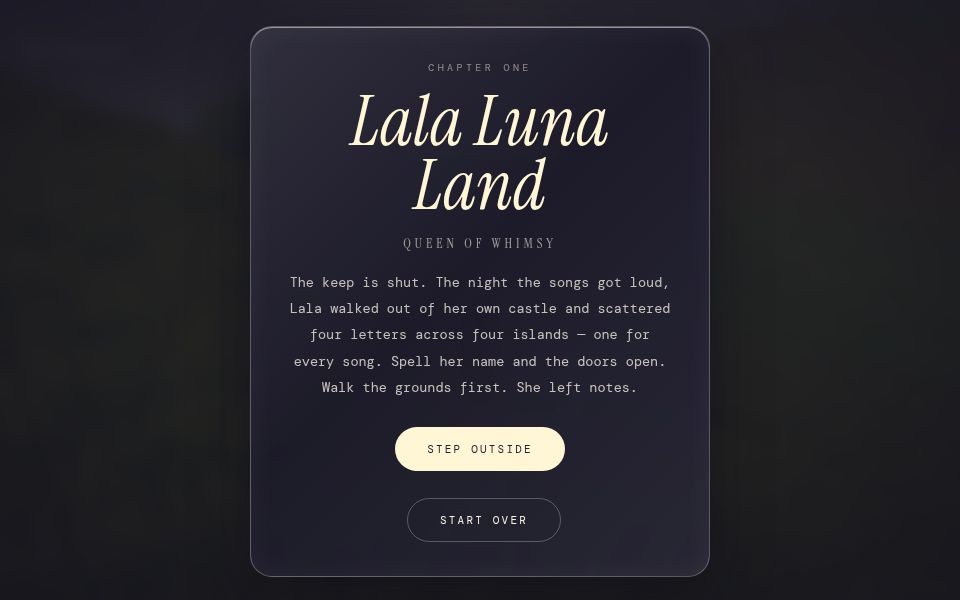 CHAPTER ONE
Lala Luna
Land
QUEEN OF WHIMSY
The keep is shut. The night the songs got loud,
Lala walked out of her own castle and scattered
four letters across four islands — one for
every song. Spell her name and the doors open.
Walk the grounds first. She left notes.
STEP OUTSIDE
START OVER